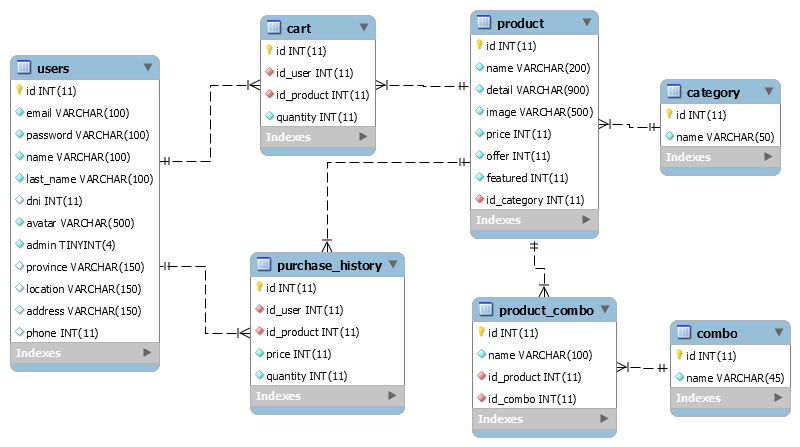 users
id INT(11)
email VARCHAR(100)
password VARCHAR(100)
name VARCHAR(100)
last_name VARCHAR(100)
dni INT(11)
avatar VARCHAR(500)
admin TINYINT(4)
province VARCHAR(150)
location VARCHAR(150)
address VARCHAR(150)
phone INT(11)
Indexes
cart
id INT(11)
id_user INT(11)
id_product INT(11)
quantity INT(11)
Indexes
product
id INT(11)
name VARCHAR(200)
detail VARCHAR(900)
image VARCHAR(500)
price INT(11)
offer INT(11)
featured INT(11)
id_category INT(11)
Indexes
category
id INT(11)
name VARCHAR(50)
Indexes
purchase_history
id INT(11)
id_user INT(11)
id_product INT(11)
price INT(11)
quantity INT(11)
Indexes
product_combo
id INT(11)
name VARCHAR(100)
id_product INT(11)
id_combo INT(11)
Indexes
combo
id INT(11)
name VARCHAR(45)
Indexes